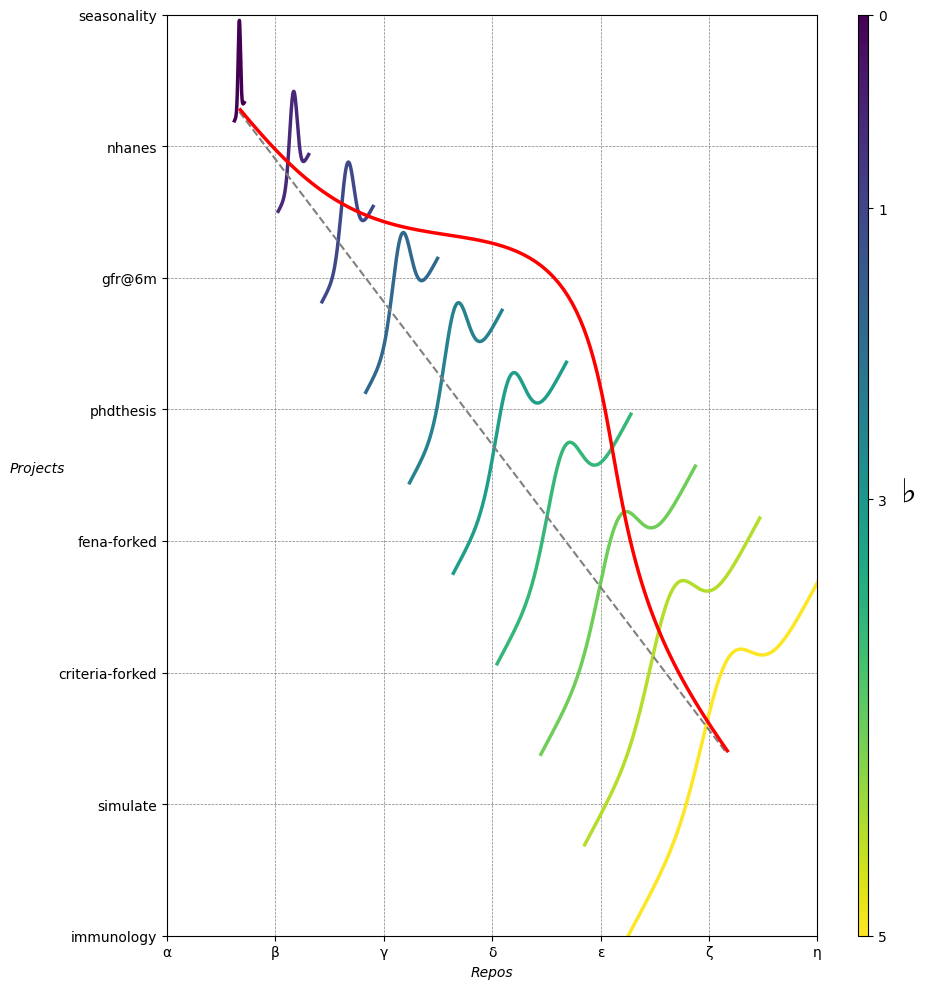 seasonality
nhanes
gfr@6m
phdthesis
Projects
fena-forked
criteria-forked
simulate
immunology
α β γ δ ε ζ η
Repos
0
1
3
♭
5